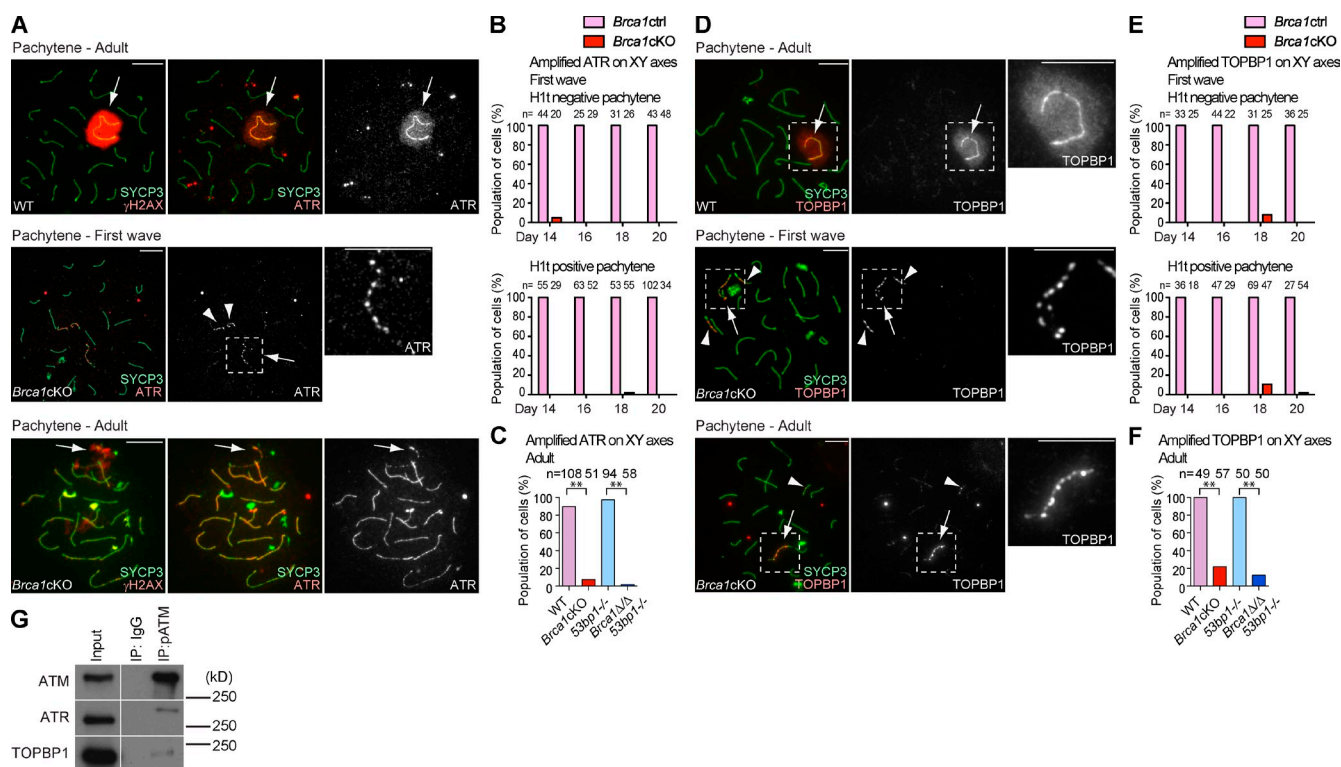 A
Pachytene - Adult
WT
SYCP3
γH2AX
SYCP3
ATR
ATR
Pachytene - First wave
Brca1cKO
SYCP3
ATR
ATR
ATR
Pachytene - Adult
Brca1cKO
SYCP3
γH2AX
SYCP3
ATR
ATR
B
Brca1ctrl
Brca1cKO
Amplified ATR on XY axes
First wave
H1t negative pachytene
n= 44 20 25 29 31 26 43 48
Population of cells (%)
100
80
60
40
20
0
Day 14 16 18 20
H1t positive pachytene
n= 55 29 63 52 53 55 102 34
Population of cells (%)
100
80
60
40
20
0
Day 14 16 18 20
C
Amplified ATR on XY axes
Adult
n=108 51 94 58
** **
Population of cells (%)
100
80
60
40
20
0
WT
Brca1cKO
53bp1-/-
Brca1Δ/Δ
53bp1-/-
D
Pachytene - Adult
WT
SYCP3
TOPBP1
TOPBP1
TOPBP1
Pachytene - First wave
Brca1cKO
SYCP3
TOPBP1
TOPBP1
TOPBP1
Pachytene - Adult
Brca1cKO
SYCP3
TOPBP1
TOPBP1
TOPBP1
E
Brca1ctrl
Brca1cKO
Amplified TOPBP1 on XY axes
First wave
H1t negative pachytene
n= 33 25 44 22 31 25 36 25
Population of cells (%)
100
80
60
40
20
0
Day 14 16 18 20
H1t positive pachytene
n= 36 18 47 29 69 47 27 54
Population of cells (%)
100
80
60
40
20
0
Day 14 16 18 20
F
Amplified TOPBP1 on XY axes
Adult
n=49 57 50 50
** **
Population of cells (%)
100
80
60
40
20
0
WT
Brca1cKO
53bp1-/-
Brca1Δ/Δ
53bp1-/-
G
Input
IP: IgG
IP:pATM
(kD)
ATM
250
ATR
250
TOPBP1
250